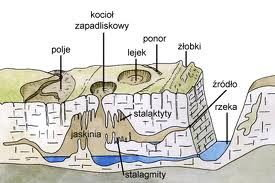 kocioł
zapadliskowy
ponor
polje
lejek
żłobki
źródło
rzeka
stalaktyty
jaskinia
stalagmity